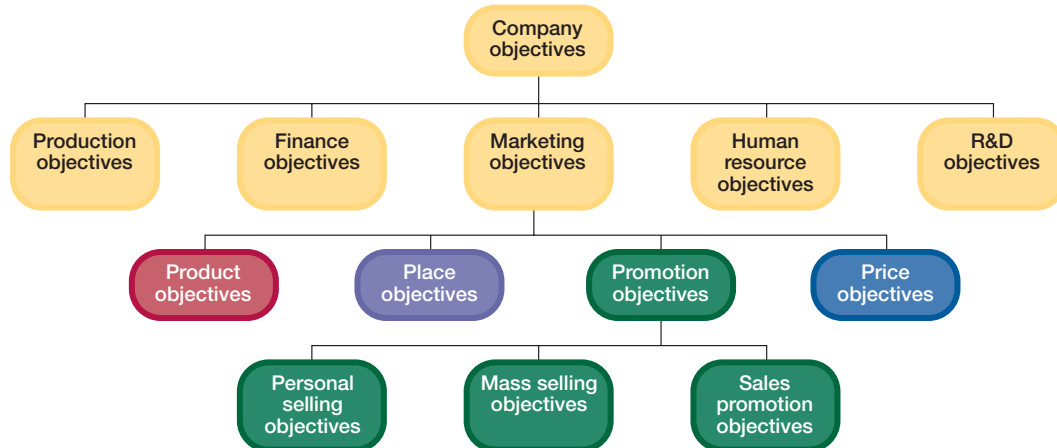 Company
objectives
Production
objectives
Finance
objectives
Marketing
objectives
Human
resource
objectives
R&D
objectives
Product
objectives
Place
objectives
Promotion
objectives
Price
objectives
Personal
selling
objectives
Mass selling
objectives
Sales
promotion
objectives